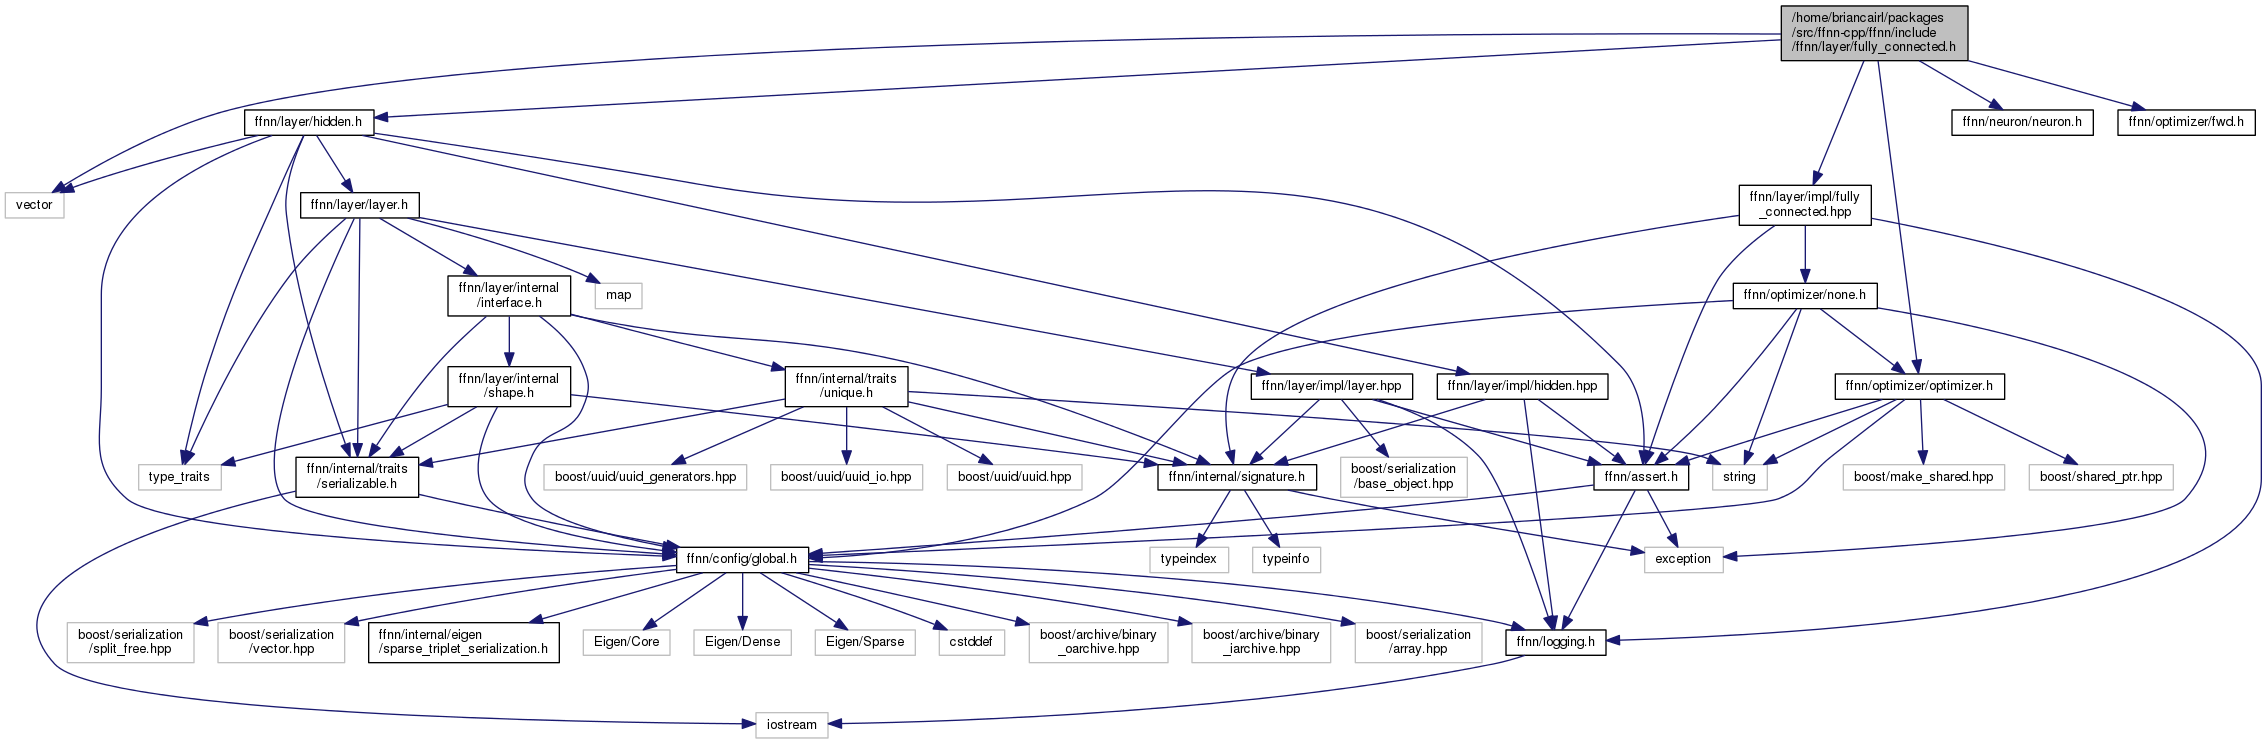 /home/briancairl/packages
/src/ffnn-cpp/ffnn/include
/ffnn/layer/fully_connected.h
ffnn/layer/hidden.h
ffnn/neuron/neuron.h
ffnn/optimizer/fwd.h
vector
ffnn/layer/layer.h
ffnn/layer/impl/fully
_connected.hpp
ffnn/layer/internal
/interface.h
map
ffnn/optimizer/none.h
ffnn/layer/internal
/shape.h
ffnn/internal/traits
/unique.h
ffnn/layer/impl/layer.hpp
ffnn/layer/impl/hidden.hpp
ffnn/optimizer/optimizer.h
type_traits
ffnn/internal/traits
/serializable.h
boost/uuid/uuid_generators.hpp
boost/uuid/uuid_io.hpp
boost/uuid/uuid.hpp
ffnn/internal/signature.h
boost/serialization
/base_object.hpp
ffnn/assert.h
string
boost/make_shared.hpp
boost/shared_ptr.hpp
ffnn/config/global.h
typeindex
typeinfo
exception
boost/serialization
/split_free.hpp
boost/serialization
/vector.hpp
ffnn/internal/eigen
/sparse_triplet_serialization.h
Eigen/Core
Eigen/Dense
Eigen/Sparse
cstddef
boost/archive/binary
_oarchive.hpp
boost/archive/binary
_iarchive.hpp
boost/serialization
/array.hpp
ffnn/logging.h
iostream